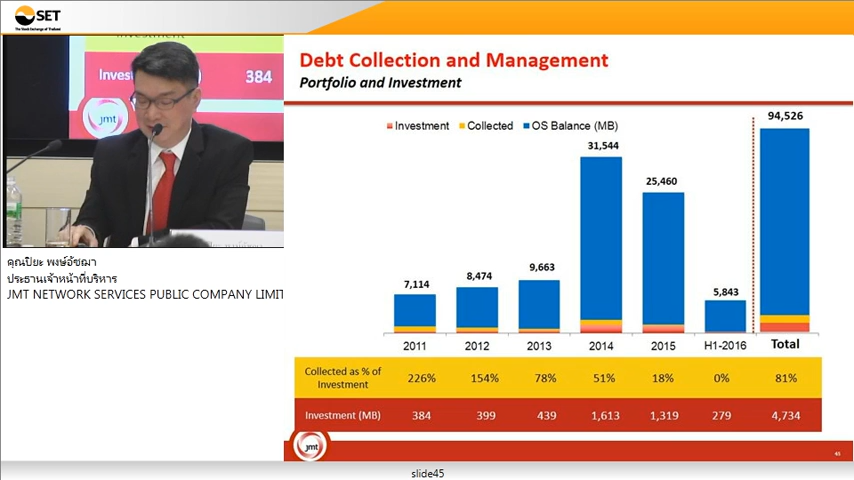 SET
The Stock Exchange of Thailand
384
jmt
คุณปิยะ พงษ์อัชฌา
ประธานเจ้าหน้าที่บริหาร
JMT NETWORK SERVICES PUBLIC COMPANY LIMIT
Debt Collection and Management
Portfolio and Investment
Investment Collected OS Balance (MB)
7,114 8,474 9,663 31,544 25,460 5,843 94,526
2011 2012 2013 2014 2015 H1-2016 Total
Collected as % of
Investment 226% 154% 78% 51% 18% 0% 81%
Investment (MB) 384 399 439 1,613 1,319 279 4,734
jmt
45
slide45